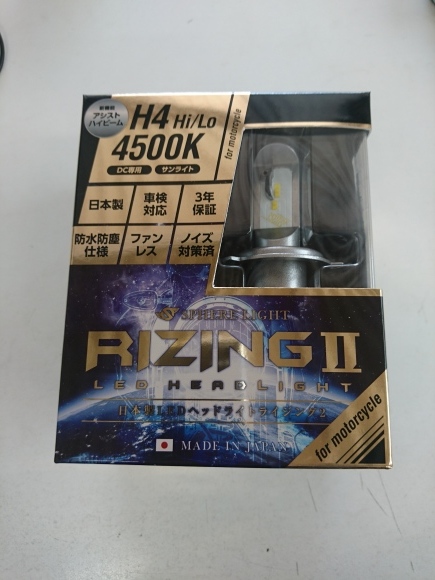 新機能
アシスト
ハイビーム
H4 Hi/Lo
4500K
DC専用 サンライト
for motorcycle
日本製
車検
対応
3年
保証
防水防塵
仕様
ファン
レス
ノイズ
対策済
SPHERE LIGHT
RIZING II
LED HEADLIGHT
日本製LEDヘッドライトライジング2
MADE IN JAPAN
for motorcycle